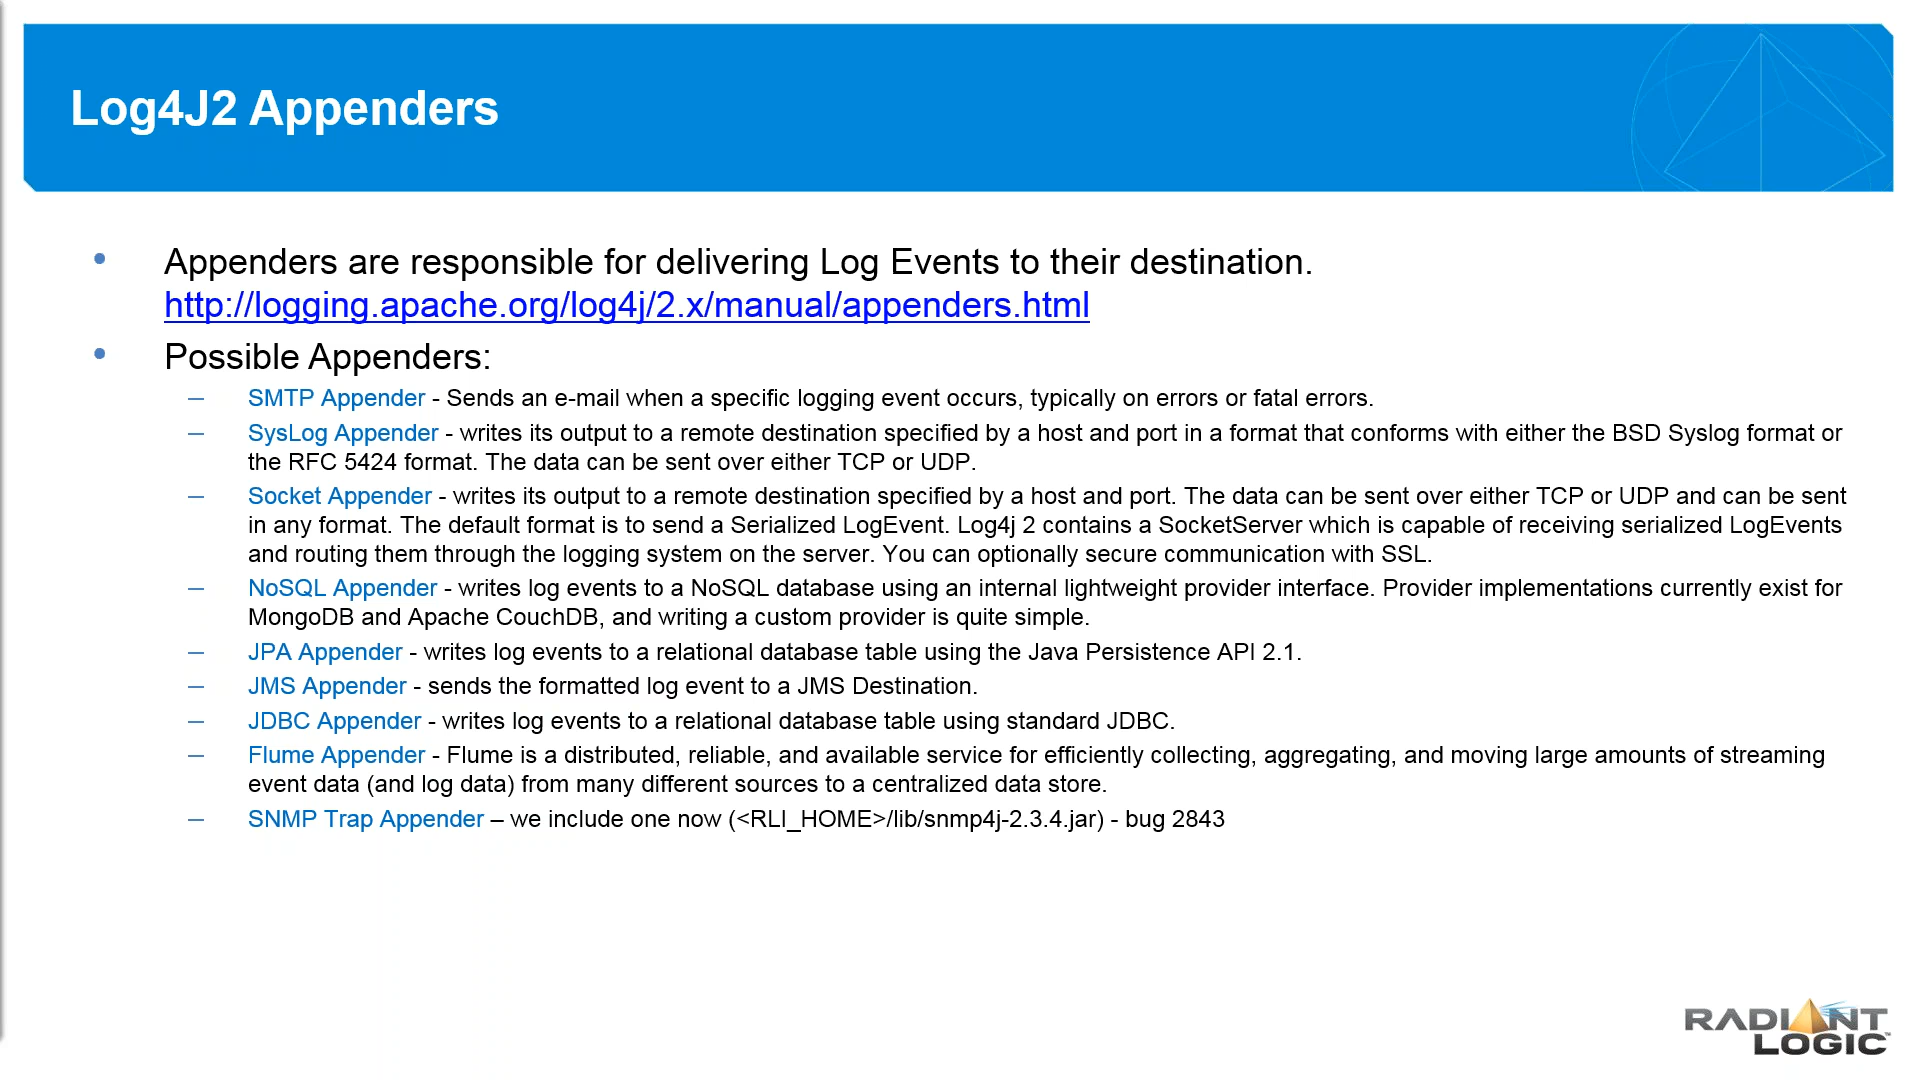 Log4J2 Appenders
• Appenders are responsible for delivering Log Events to their destination.
http://logging.apache.org/log4j/2.x/manual/appenders.html
• Possible Appenders:
– SMTP Appender - Sends an e-mail when a specific logging event occurs, typically on errors or fatal errors.
– SysLog Appender - writes its output to a remote destination specified by a host and port in a format that conforms with either the BSD Syslog format or
the RFC 5424 format. The data can be sent over either TCP or UDP.
– Socket Appender - writes its output to a remote destination specified by a host and port. The data can be sent over either TCP or UDP and can be sent
in any format. The default format is to send a Serialized LogEvent. Log4j 2 contains a SocketServer which is capable of receiving serialized LogEvents
and routing them through the logging system on the server. You can optionally secure communication with SSL.
– NoSQL Appender - writes log events to a NoSQL database using an internal lightweight provider interface. Provider implementations currently exist for
MongoDB and Apache CouchDB, and writing a custom provider is quite simple.
– JPA Appender - writes log events to a relational database table using the Java Persistence API 2.1.
– JMS Appender - sends the formatted log event to a JMS Destination.
– JDBC Appender - writes log events to a relational database table using standard JDBC.
– Flume Appender - Flume is a distributed, reliable, and available service for efficiently collecting, aggregating, and moving large amounts of streaming
event data (and log data) from many different sources to a centralized data store.
– SNMP Trap Appender – we include one now (<RLI_HOME>/lib/snmp4j-2.3.4.jar) - bug 2843
RADIANT
LOGIC™